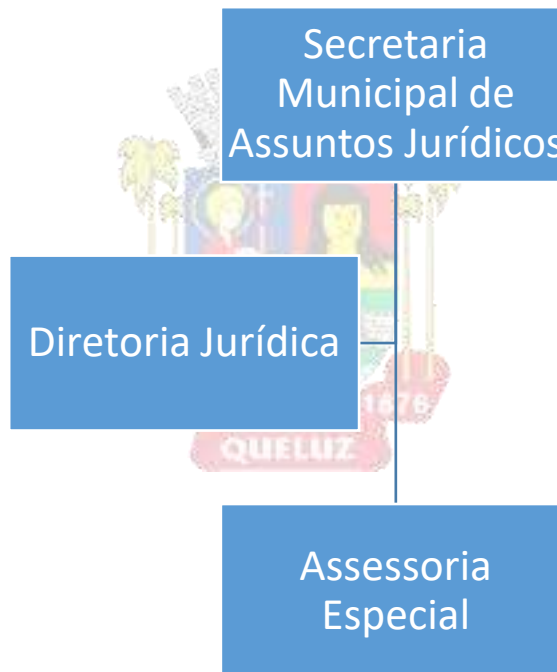 Secretaria
Municipal de
Assuntos Jurídicos
Diretoria Jurídica
1876
QUELUZ
Assessoria
Especial